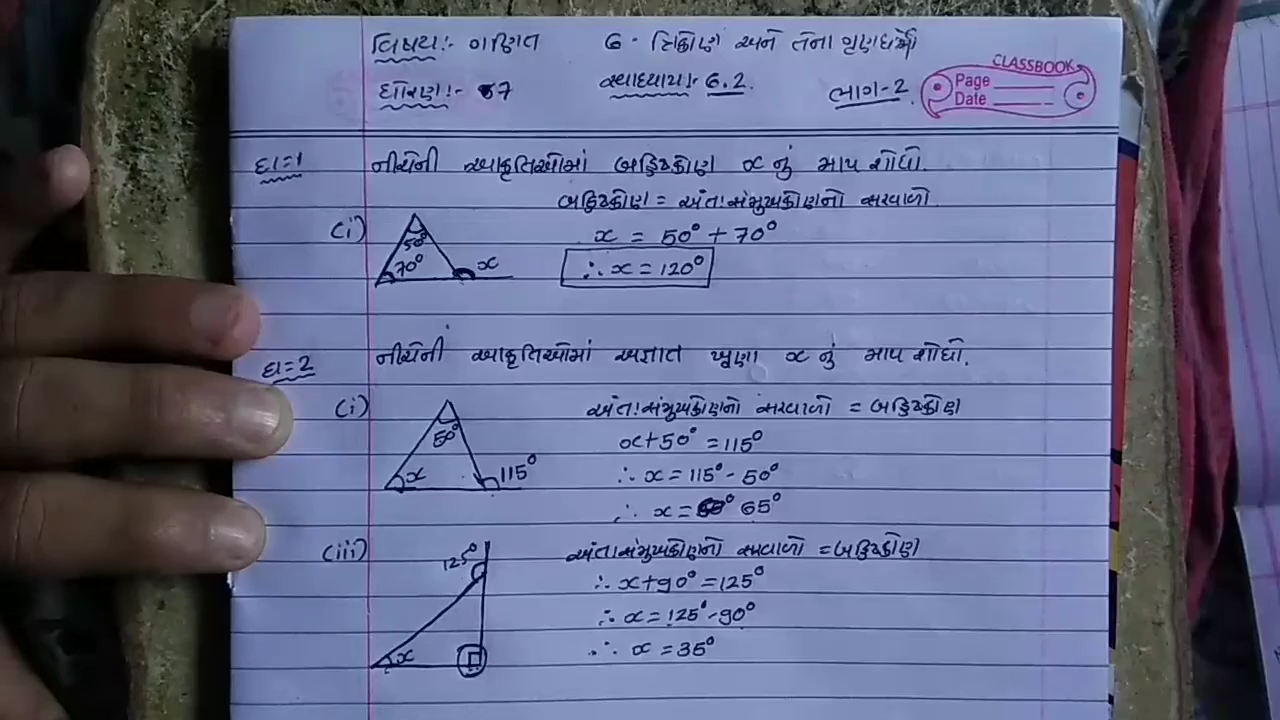 વિષય:- ગણિત 6. ત્રિકોણ અને તેના ગુણધર્મો
CLASSBOOK
Page
Date
ધોરણ:- 7 સ્વાધ્યાય:- 6.2. ભાગ-2
દા=1 નીચેની આકૃતિઓમાં બહિષ્કોણ x નું માપ શોધો.
બહિષ્કોણ = અંતઃસંમુખકોણનો સરવાળો
(i) 50° 70° x
x = 50° + 70°
∴ x = 120°
દા=2 નીચેની આકૃતિઓમાં અજ્ઞાત ખૂણા x નું માપ શોધો.
(i) 50° x 115°
અંતઃસંમુખકોણનો સરવાળો = બહિષ્કોણ
x+50° = 115°
∴ x = 115° - 50°
∴ x = 65°
(iii) 125° x
અંતઃસંમુખકોણનો સરવાળો = બહિષ્કોણ
∴ x+90° = 125°
∴ x = 125° - 90°
∴ x = 35°